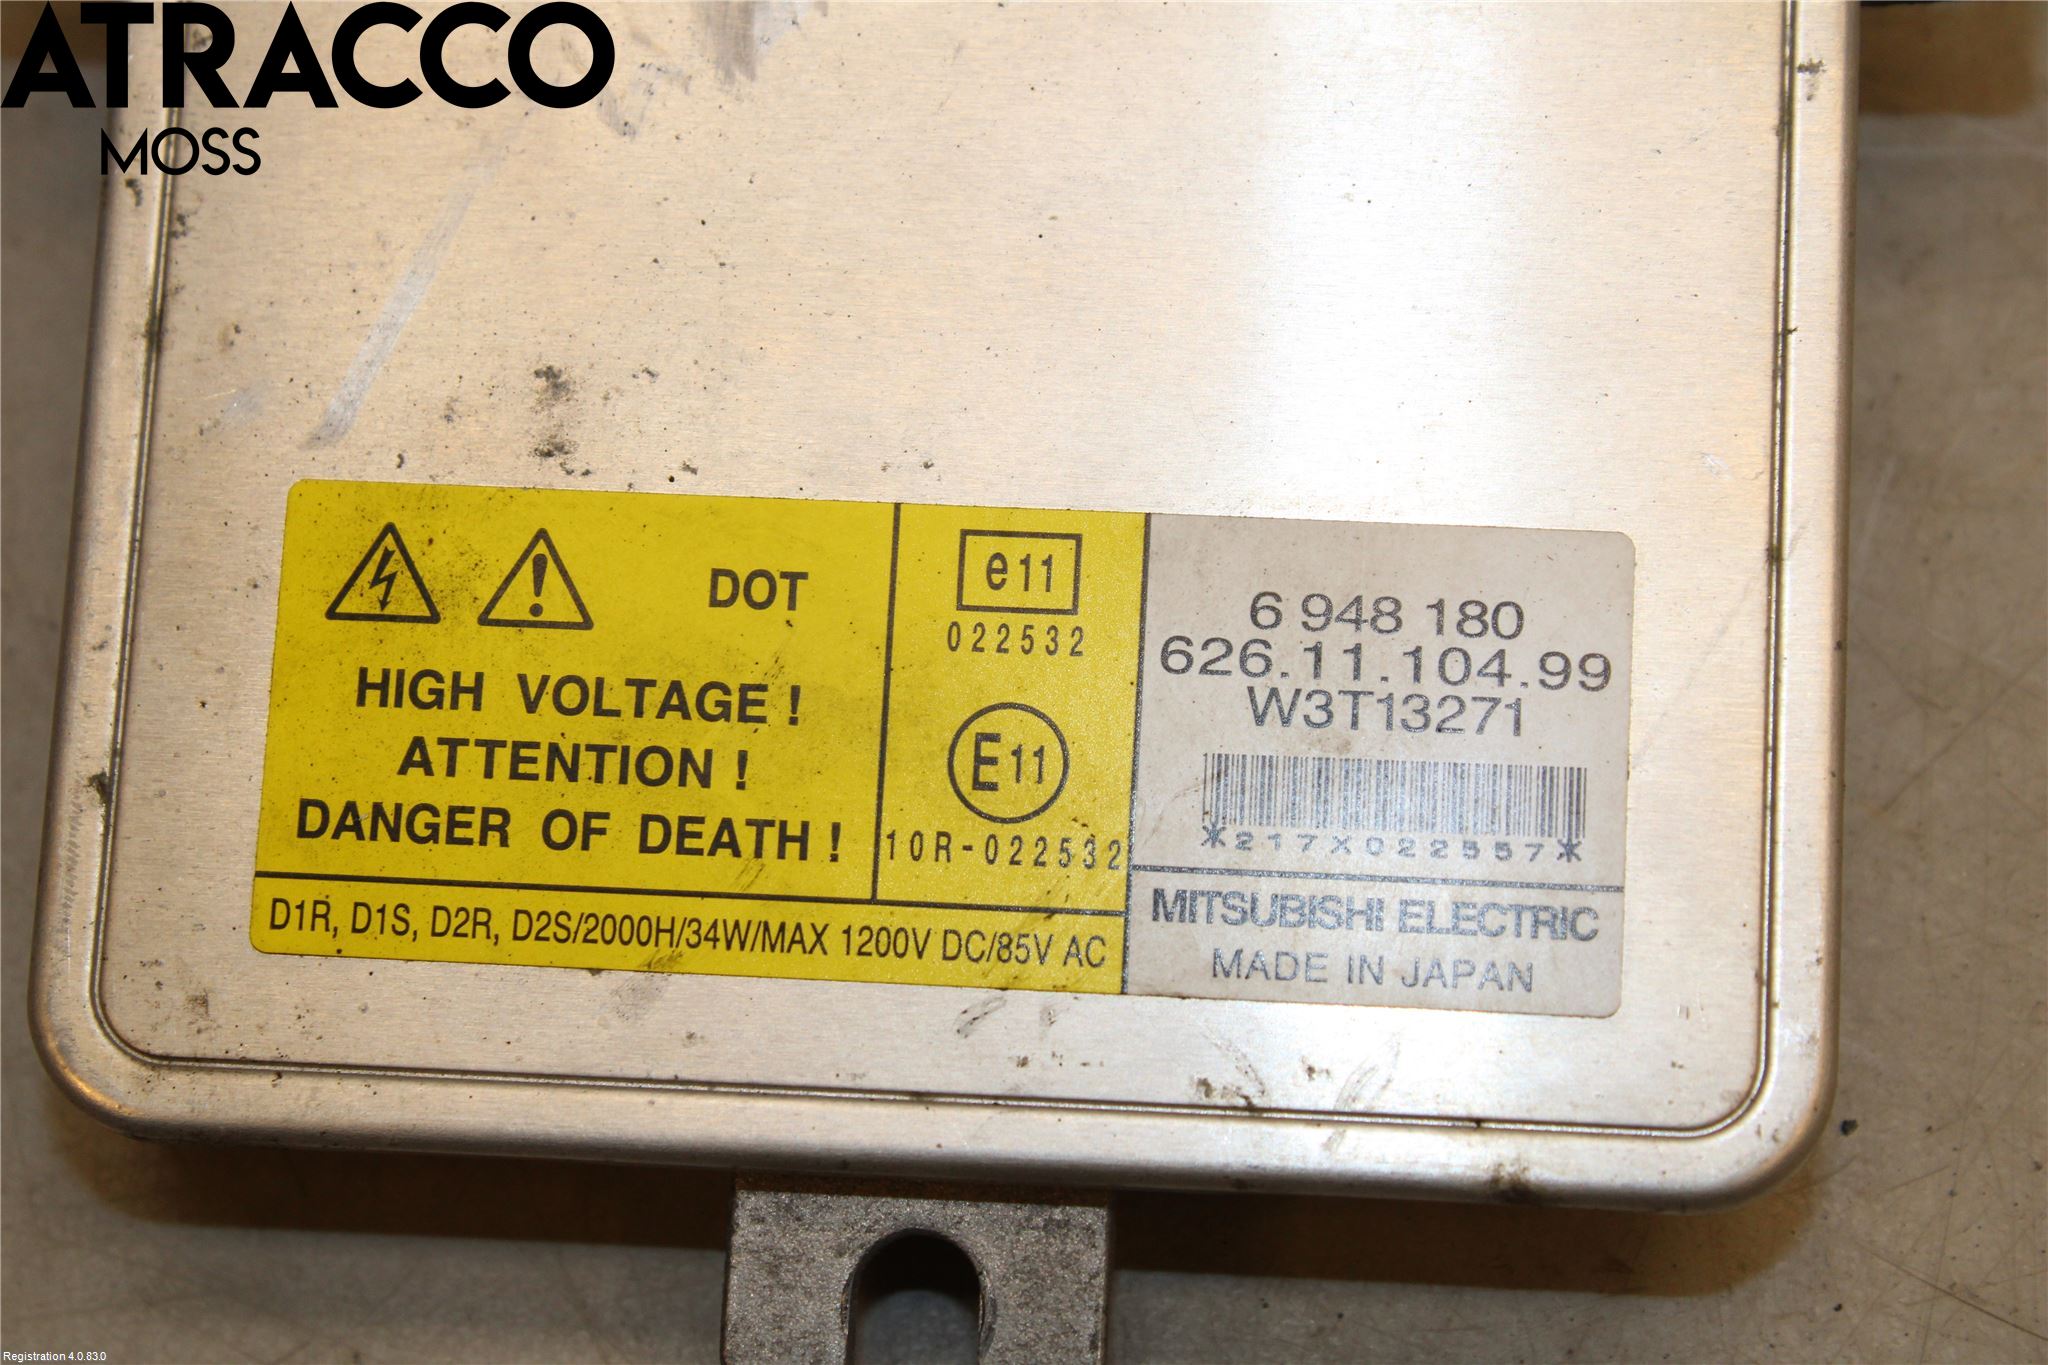 ATRACCO
MOSS
DOT
HIGH VOLTAGE !
ATTENTION !
DANGER OF DEATH !
e11
022532
E11
10R-022532
D1R, D1S, D2R, D2S/2000H/34W/MAX 1200V DC/85V AC
6 948 180
626.11.104.99
W3T13271
*217X022557*
MITSUBISHI ELECTRIC
MADE IN JAPAN
Registration 4.0.83.0